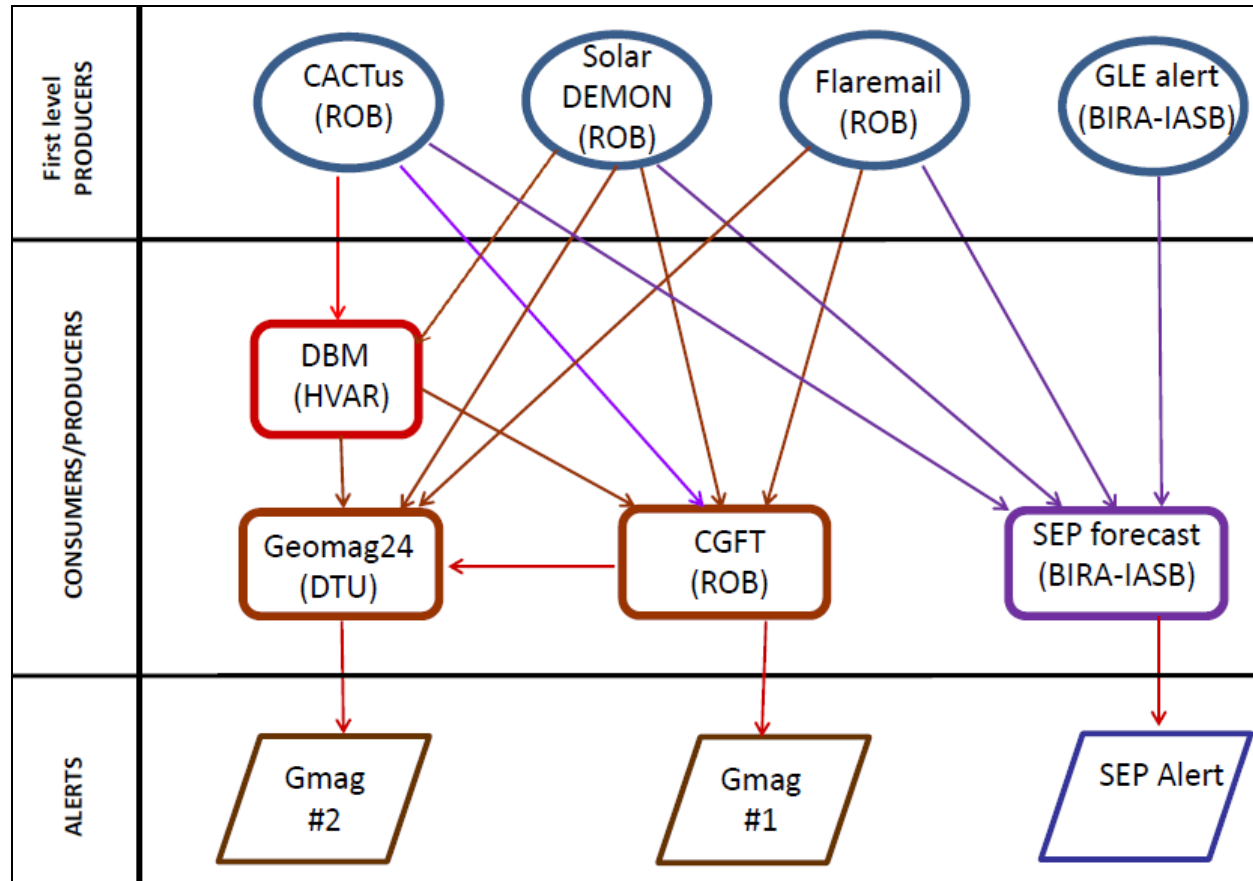 First level
PRODUCERS
CACTus
(ROB)
Solar
DEMON
(ROB)
Flaremail
(ROB)
GLE alert
(BIRA-IASB)
CONSUMERS/PRODUCERS
DBM
(HVAR)
Geomag24
(DTU)
CGFT
(ROB)
SEP forecast
(BIRA-IASB)
ALERTS
Gmag
#2
Gmag
#1
SEP Alert